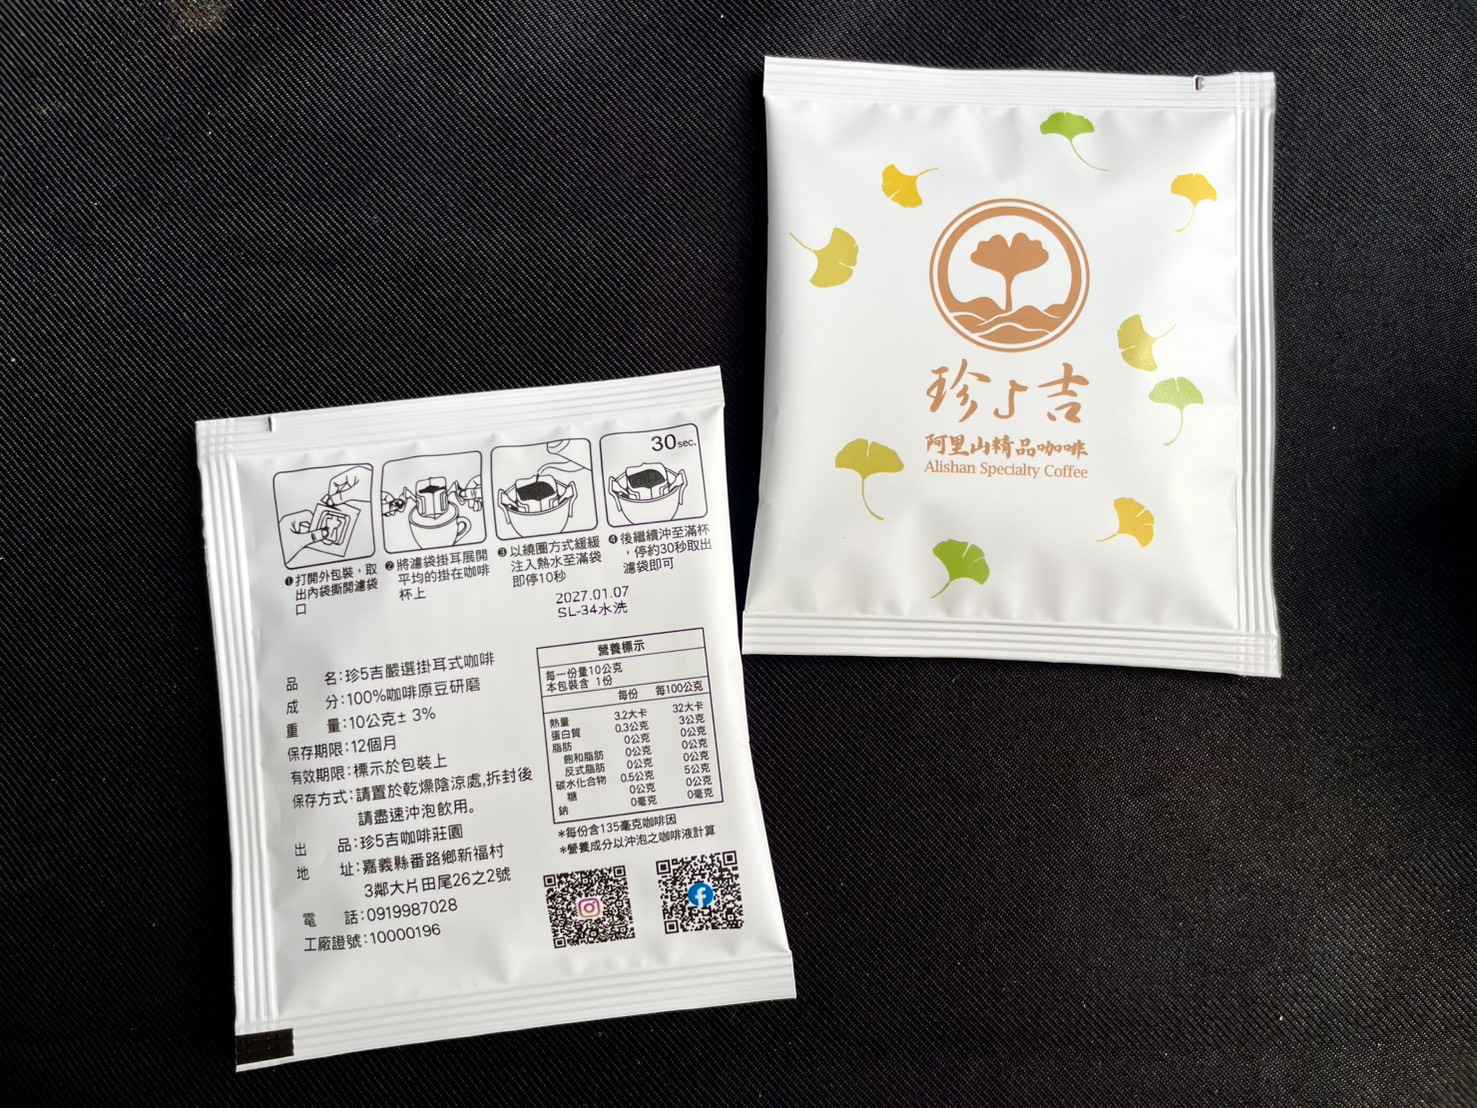 30sec.
❶打開外包裝，取
出內袋撕開濾袋
口
❷將濾袋掛耳展開
平均的掛在咖啡
杯上
❸以繞圈方式緩緩
注入熱水至滿袋
即停10秒
❹後繼續沖至滿杯
，停約30秒取出
濾袋即可
2027.01.07
SL-34水洗
品　　名:珍5吉嚴選掛耳式咖啡
成　　分:100%咖啡原豆研磨
重　　量:10公克± 3%
保存期限:12個月
有效期限:標示於包裝上
保存方式:請置於乾燥陰涼處,拆封後
請盡速沖泡飲用。
出　　品:珍5吉咖啡莊園
地　　址:嘉義縣番路鄉新福村
3鄰大片田尾26之2號
電　　話:0919987028
工廠證號:10000196
營養標示
每一份量10公克
本包裝含 1份
每份 每100公克
熱量 3.2大卡 32大卡
蛋白質 0.3公克 3公克
脂肪 0公克 0公克
飽和脂肪 0公克 0公克
反式脂肪 0公克 0公克
碳水化合物 0.5公克 5公克
糖 0公克 0公克
鈉 0毫克 0毫克
*每份含135毫克咖啡因
*營養成分以沖泡之咖啡液計算
珍5吉
阿里山精品咖啡
Alishan Specialty Coffee